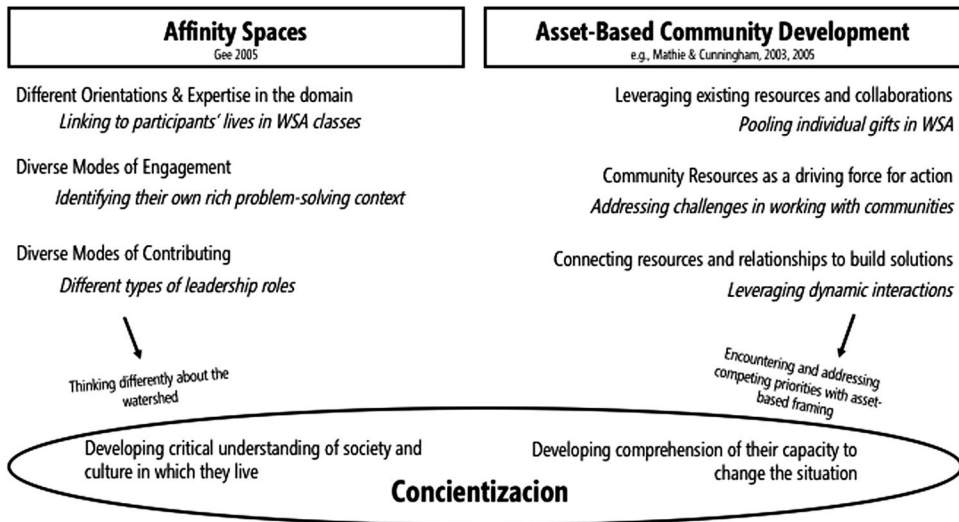 Affinity Spaces
Gee 2005
Different Orientations & Expertise in the domain
Linking to participants' lives in WSA classes
Diverse Modes of Engagement
Identifying their own rich problem-solving context
Diverse Modes of Contributing
Different types of leadership roles
Thinking differently about the
watershed
Asset-Based Community Development
e.g., Mathie & Cunningham, 2003, 2005
Leveraging existing resources and collaborations
Pooling individual gifts in WSA
Community Resources as a driving force for action
Addressing challenges in working with communities
Connecting resources and relationships to build solutions
Leveraging dynamic interactions
Encountering and addressing
competing priorities with asset-
based framing
Developing critical understanding of society and
culture in which they live
Developing comprehension of their capacity to
change the situation
Concientizacion